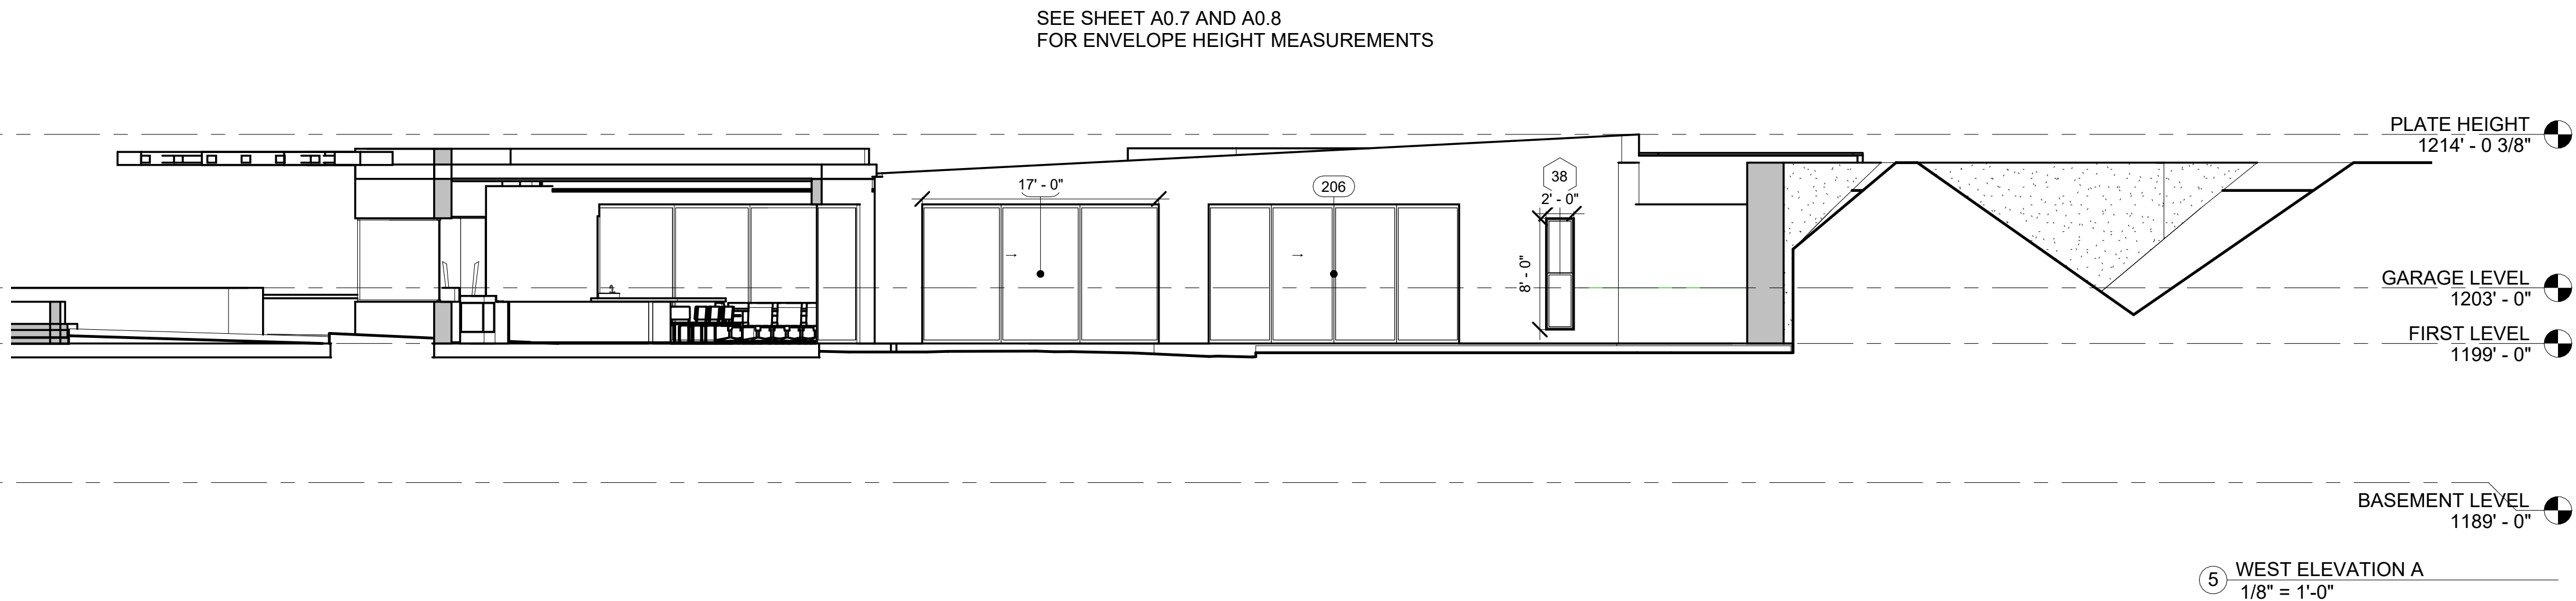 SEE SHEET A0.7 AND A0.8
FOR ENVELOPE HEIGHT MEASUREMENTS
PLATE HEIGHT
1214' - 0 3/8"
17' - 0"
206
38
2' - 0"
8' - 0"
GARAGE LEVEL
1203' - 0"
FIRST LEVEL
1199' - 0"
BASEMENT LEVEL
1189' - 0"
5
WEST ELEVATION A
1/8" = 1'-0"